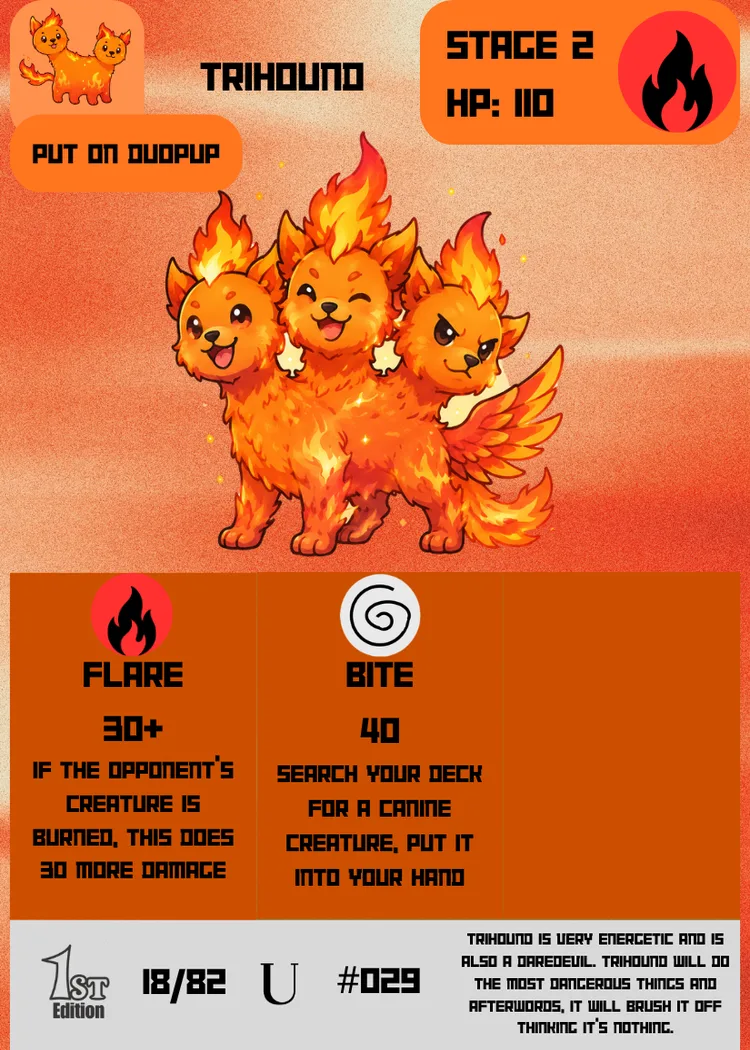 TRIHOUND
STAGE 2
HP: 110
PUT ON DUOPUP
FLARE
30+
IF THE OPPONENT'S
CREATURE IS
BURNED, THIS DOES
30 MORE DAMAGE
BITE
40
SEARCH YOUR DECK
FOR A CANINE
CREATURE, PUT IT
INTO YOUR HAND
1ST
Edition
18/82
U
#029
TRIHOUND IS VERY ENERGETIC AND IS
ALSO A DAREDEVIL. TRIHOUND WILL DO
THE MOST DANGEROUS THINGS AND
AFTERWORDS, IT WILL BRUSH IT OFF
THINKING IT'S NOTHING.